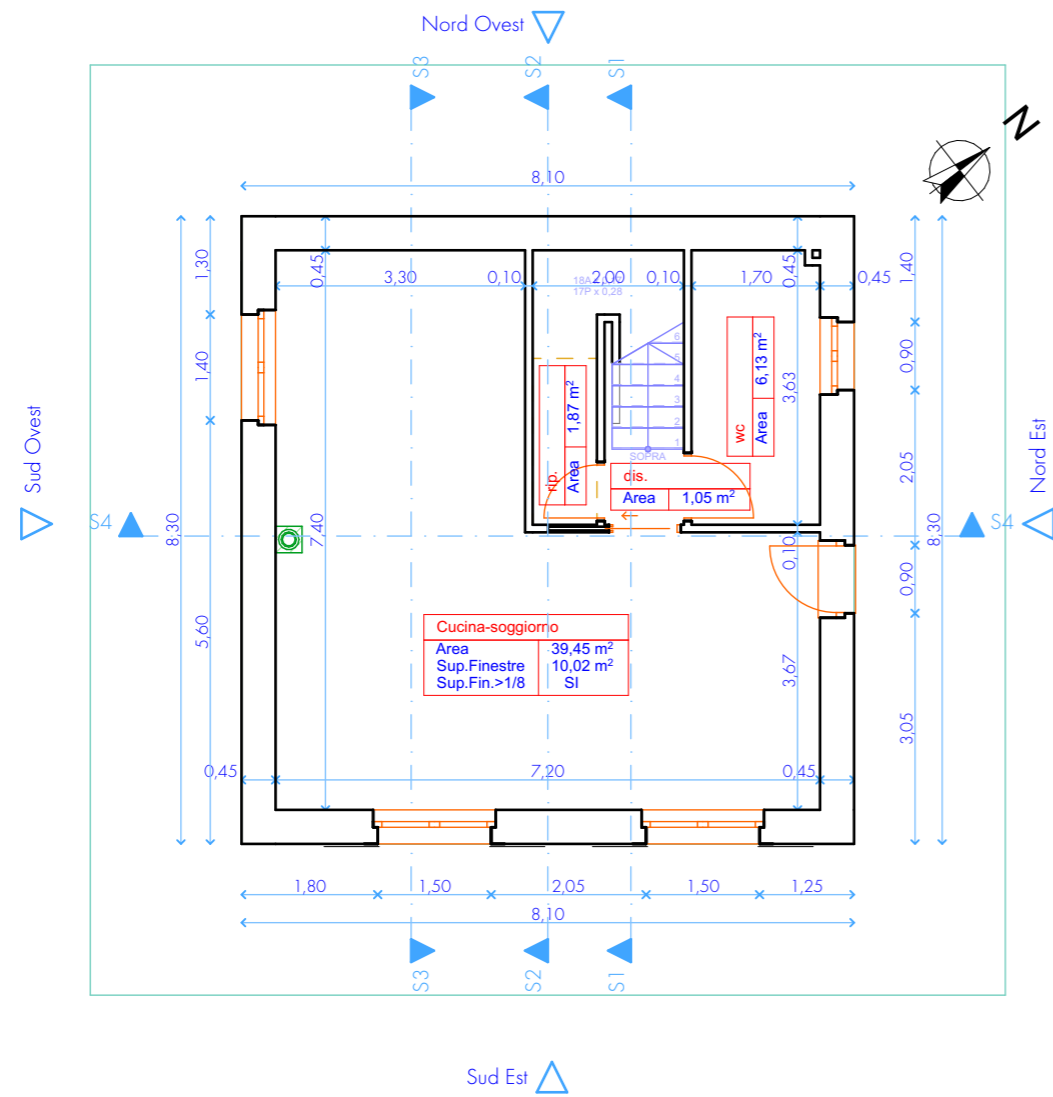 Nord Ovest
S3
S2
S1
N
8,10
1,30
0,45
3,30
0,10
2,00
0,10
1,70
0,45
0,45
1,40
17P x 0,28
6
5
4
3
2
1
SOPRA
1,40
0,90
rip.
Area 1,87 m²
wc
Area 6,13 m²
3,63
dis.
Area 1,05 m²
2,05
Sud Ovest
Nord Est
S4
S4
8,30
7,40
0,10
8,30
0,90
5,60
Cucina-soggiorno
Area 39,45 m²
Sup.Finestre 10,02 m²
Sup.Fin.>1/8 SI
3,67
3,05
0,45
7,20
0,45
1,80
1,50
2,05
1,50
1,25
8,10
S3
S2
S1
Sud Est